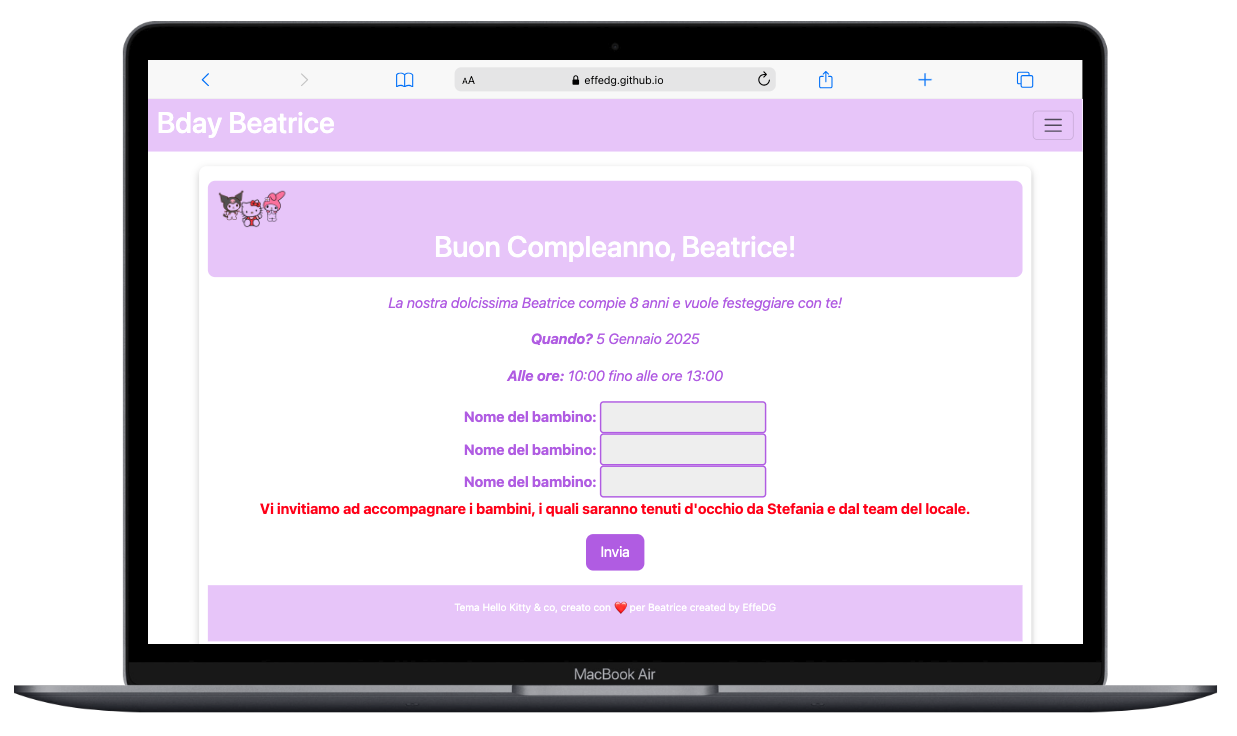 AA effedg.github.io
Bday Beatrice
Buon Compleanno, Beatrice!
La nostra dolcissima Beatrice compie 8 anni e vuole festeggiare con te!
Quando? 5 Gennaio 2025
Alle ore: 10:00 fino alle ore 13:00
Nome del bambino:
Nome del bambino:
Nome del bambino:
Vi invitiamo ad accompagnare i bambini, i quali saranno tenuti d'occhio da Stefania e dal team del locale.
Invia
Tema Hello Kitty & co, creato con ❤️ per Beatrice created by EffeDG
MacBook Air